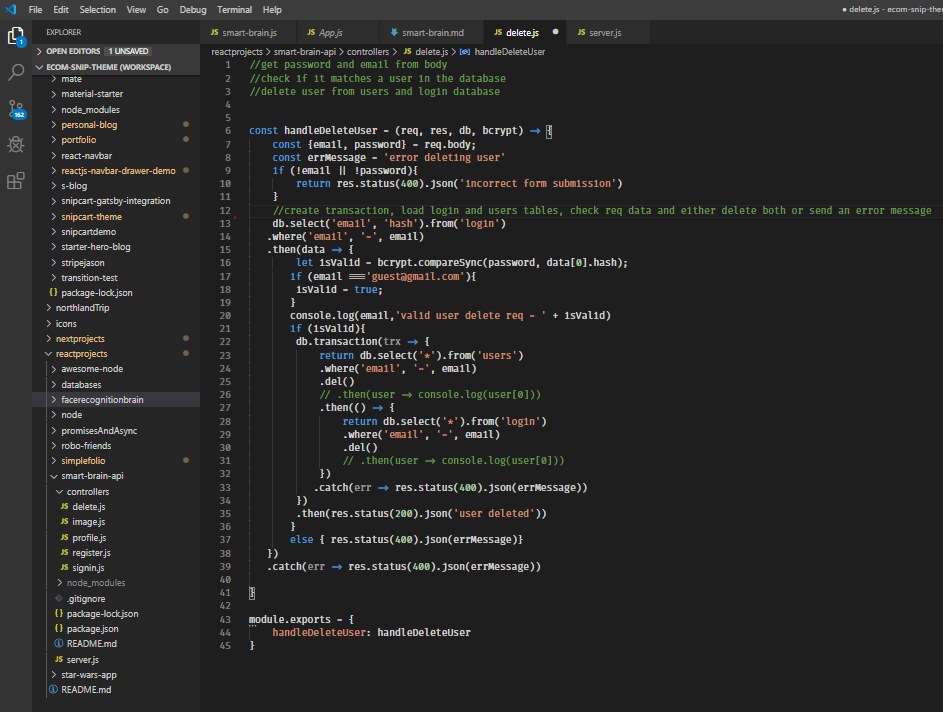 File Edit Selection View Go Debug Terminal Help
● delete.js - ecom-snip-them
EXPLORER
OPEN EDITORS 1 UNSAVED
ECOM-SNIP-THEME (WORKSPACE)
mate
material-starter
node_modules
personal-blog
portfolio
react-navbar
reactjs-navbar-drawer-demo
s-blog
snipcart-gatsby-integration
snipcart-theme
snipcartdemo
starter-hero-blog
stripejason
transition-test
{} package-lock.json
northlandTrip
icons
nextprojects
reactprojects
awesome-node
databases
facerecognitionbrain
node
promisesAndAsync
robo-friends
simplefolio
smart-brain-api
controllers
JS delete.js
JS image.js
JS profile.js
JS register.js
JS signin.js
node_modules
.gitignore
{} package-lock.json
{} package.json
README.md
JS server.js
star-wars-app
README.md
1
162
JS smart-brain.js JS App.js smart-brain.md JS delete.js ● JS server.js
reactprojects > smart-brain-api > controllers > JS delete.js > handleDeleteUser
1 //get password and email from body
2 //check if it matches a user in the database
3 //delete user from users and login database
4
5
6 const handleDeleteUser = (req, res, db, bcrypt) => {
7 const {email, password} = req.body;
8 const errMessage = 'error deleting user'
9 if (!email || !password){
10 return res.status(400).json('incorrect form submission')
11 }
12 //create transaction, load login and users tables, check req data and either delete both or send an error message
13 db.select('email', 'hash').from('login')
14 .where('email', '=', email)
15 .then(data => {
16 let isValid = bcrypt.compareSync(password, data[0].hash);
17 if (email ==='guest@gmail.com'){
18 isValid = true;
19 }
20 console.log(email,'valid user delete req = ' + isValid)
21 if (isValid){
22 db.transaction(trx => {
23 return db.select('*').from('users')
24 .where('email', '=', email)
25 .del()
26 // .then(user => console.log(user[0]))
27 .then(() => {
28 return db.select('*').from('login')
29 .where('email', '=', email)
30 .del()
31 // .then(user => console.log(user[0]))
32 })
33 .catch(err => res.status(400).json(errMessage))
34 })
35 .then(res.status(200).json('user deleted'))
36 }
37 else { res.status(400).json(errMessage)}
38 })
39 .catch(err => res.status(400).json(errMessage))
40
41 }
42
43 module.exports = {
44 handleDeleteUser: handleDeleteUser
45 }